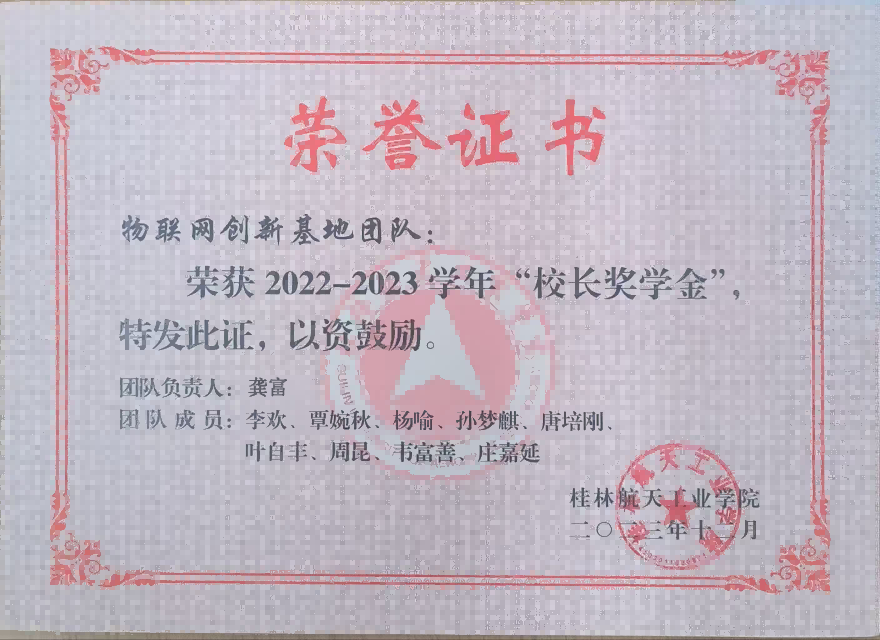 荣誉证书
物联网创新基地团队：
荣获 2022-2023 学年“校长奖学金”，
特发此证，以资鼓励。
团队负责人：龚富
团队成员：李欢、覃婉秋、杨喻、孙梦麒、唐培刚、
叶自丰、周昆、韦富善、庄嘉延
桂林航天工业学院
二〇二三年十二月